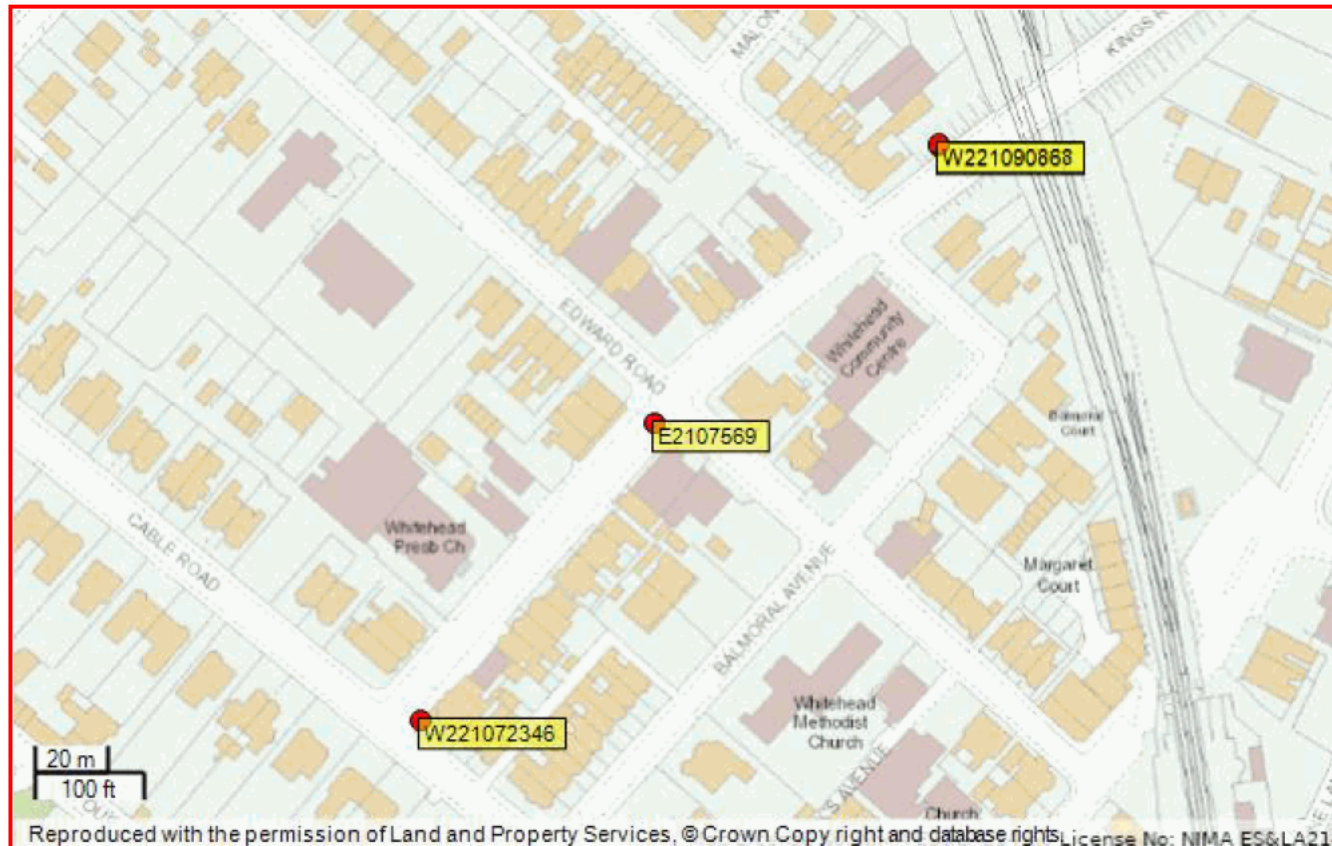 MALON
KINGS R
W221090868
EDWARD ROAD
Whitehead
Community
Centre
E2107569
Balmoral
Court
CABLE ROAD
Whitehead
Presb Ch
BALMORAL AVENUE
Margaret
Court
W221072346
Whitehead
Methodist
Church
S AVENUE
Church
20 m
100 ft
Reproduced with the permission of Land and Property Services, © Crown Copy right and database rights License No: NIMA ES&LA21